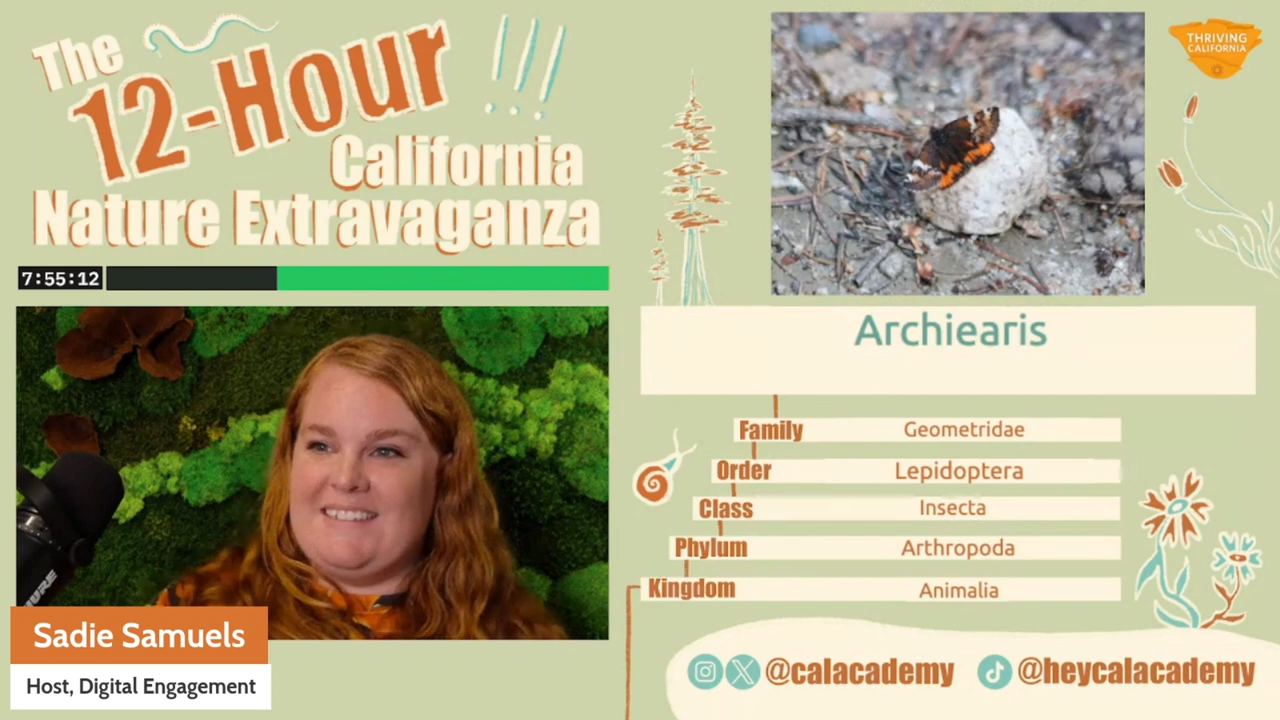 The
12-Hour
!!!
California
Nature Extravaganza
THRIVING
CALIFORNIA
7:55:12
Archiearis
Family Geometridae
Order Lepidoptera
Class Insecta
Phylum Arthropoda
Kingdom Animalia
SHURE
Sadie Samuels
Host, Digital Engagement
@calacademy @heycalacademy